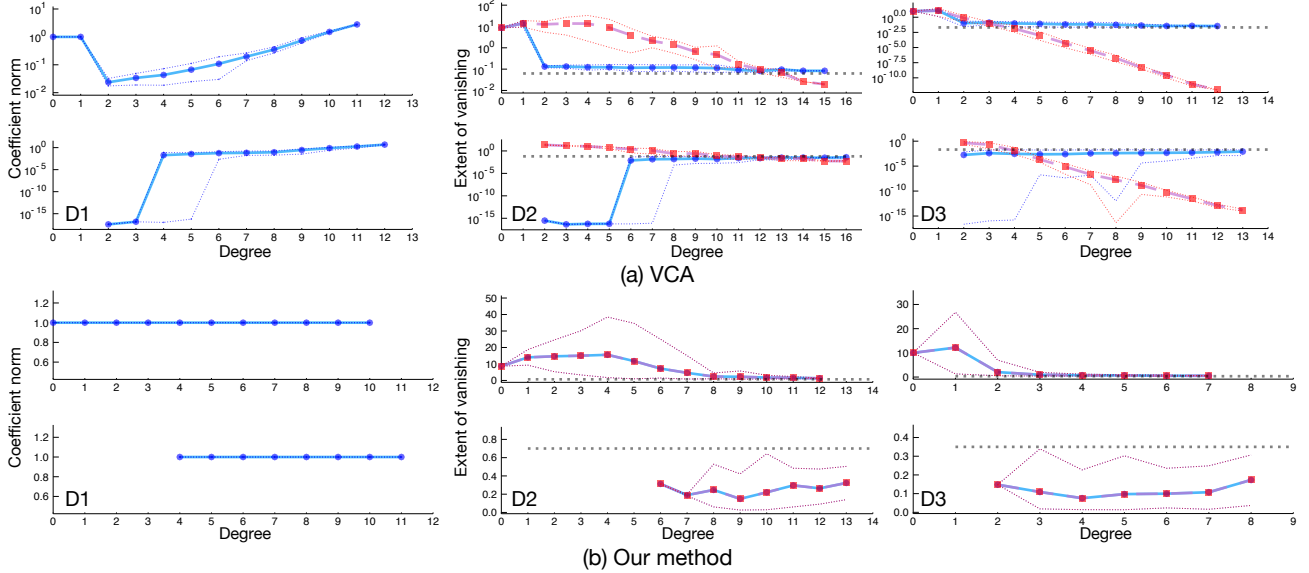 Coefficient norm
10^1
10^0
10^-1
10^-2
0 1 2 3 4 5 6 7 8 9 10 11 12 13
10^0
10^-5
10^-10
10^-15
D1
0 1 2 3 4 5 6 7 8 9 10 11 12 13
Degree
Extent of vanishing
10^1
10^0
10^-1
10^-2
0 1 2 3 4 5 6 7 8 9 10 11 12 13 14 15 16
10^0
10^-5
10^-10
10^-15
D2
0 1 2 3 4 5 6 7 8 9 10 11 12 13 14 15 16
Degree
10^0.0
10^-2.5
10^-5.0
10^-7.5
10^-10.0
0 1 2 3 4 5 6 7 8 9 10 11 12 13 14
10^0
10^-5
10^-10
10^-15
D3
0 1 2 3 4 5 6 7 8 9 10 11 12 13 14
Degree
(a) VCA
Coefficient norm
1.2
1.0
0.8
0.6
0 1 2 3 4 5 6 7 8 9 10 11 12
1.2
1.0
0.8
0.6
D1
0 1 2 3 4 5 6 7 8 9 10 11 12
Degree
Extent of vanishing
50
40
30
20
10
0
0 1 2 3 4 5 6 7 8 9 10 11 12 13 14
0.8
0.6
0.4
0.2
0.0
D2
0 1 2 3 4 5 6 7 8 9 10 11 12 13 14
Degree
30
20
10
0
0 1 2 3 4 5 6 7 8 9
0.4
0.3
0.2
0.1
0.0
D3
0 1 2 3 4 5 6 7 8 9
Degree
(b) Our method